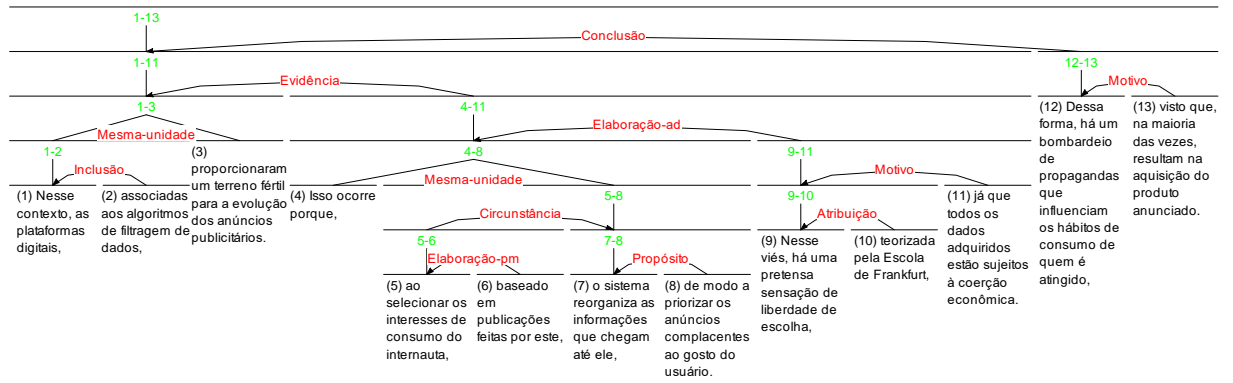 1-13
Conclusão
1-11
12-13
Evidência
Motivo
1-3
4-11
(12) Dessa
forma, há um
bombardeio
de
propagandas
que
influenciam
os hábitos de
consumo de
quem é
atingido,
(13) visto que,
na maioria
das vezes,
resultam na
aquisição do
produto
anunciado.
Mesma-unidade
Elaboração-ad
1-2
(3)
proporcionaram
um terreno fértil
para a evolução
dos anúncios
publicitários.
4-8
9-11
Inclusão
Mesma-unidade
Motivo
(1) Nesse
contexto, as
plataformas
digitais,
(2) associadas
aos algoritmos
de filtragem de
dados,
(4) Isso ocorre
porque,
5-8
9-10
(11) já que
todos os
dados
adquiridos
estão sujeitos
à coerção
econômica.
Circunstância
Atribuição
5-6
7-8
(9) Nesse
viés, há uma
pretensa
sensação de
liberdade de
escolha,
(10) teorizada
pela Escola
de Frankfurt,
Elaboração-pm
Propósito
(5) ao
selecionar os
interesses de
consumo do
internauta,
(6) baseado
em
publicações
feitas por este,
(7) o sistema
reorganiza as
informações
que chegam
até ele,
(8) de modo a
priorizar os
anúncios
complacentes
ao gosto do
usuário.